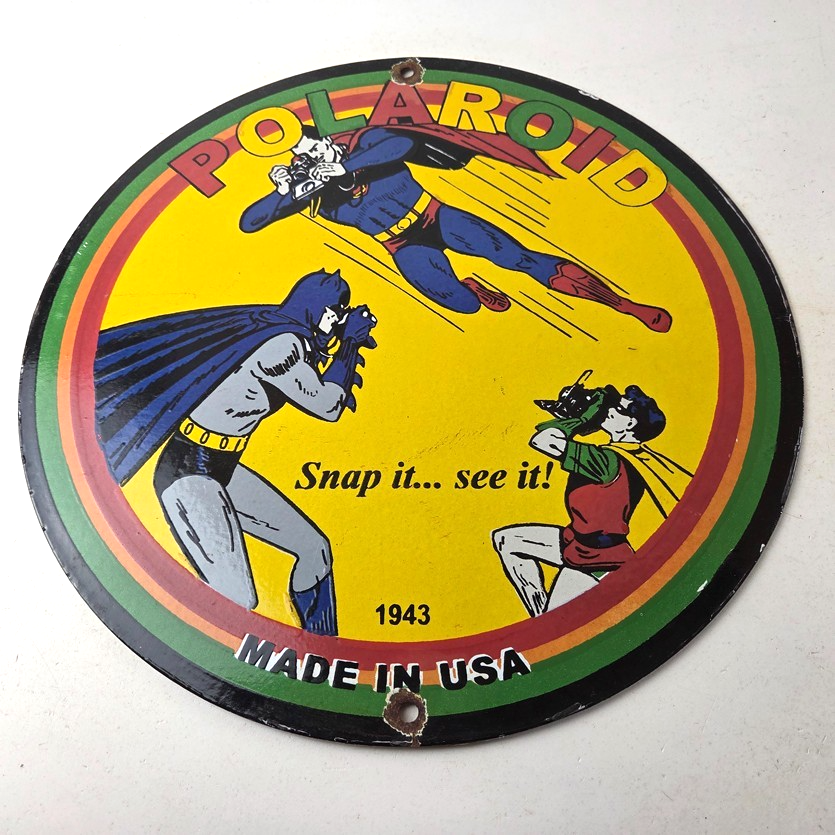 POLAROID
Snap it... see it!
1943
MADE IN USA